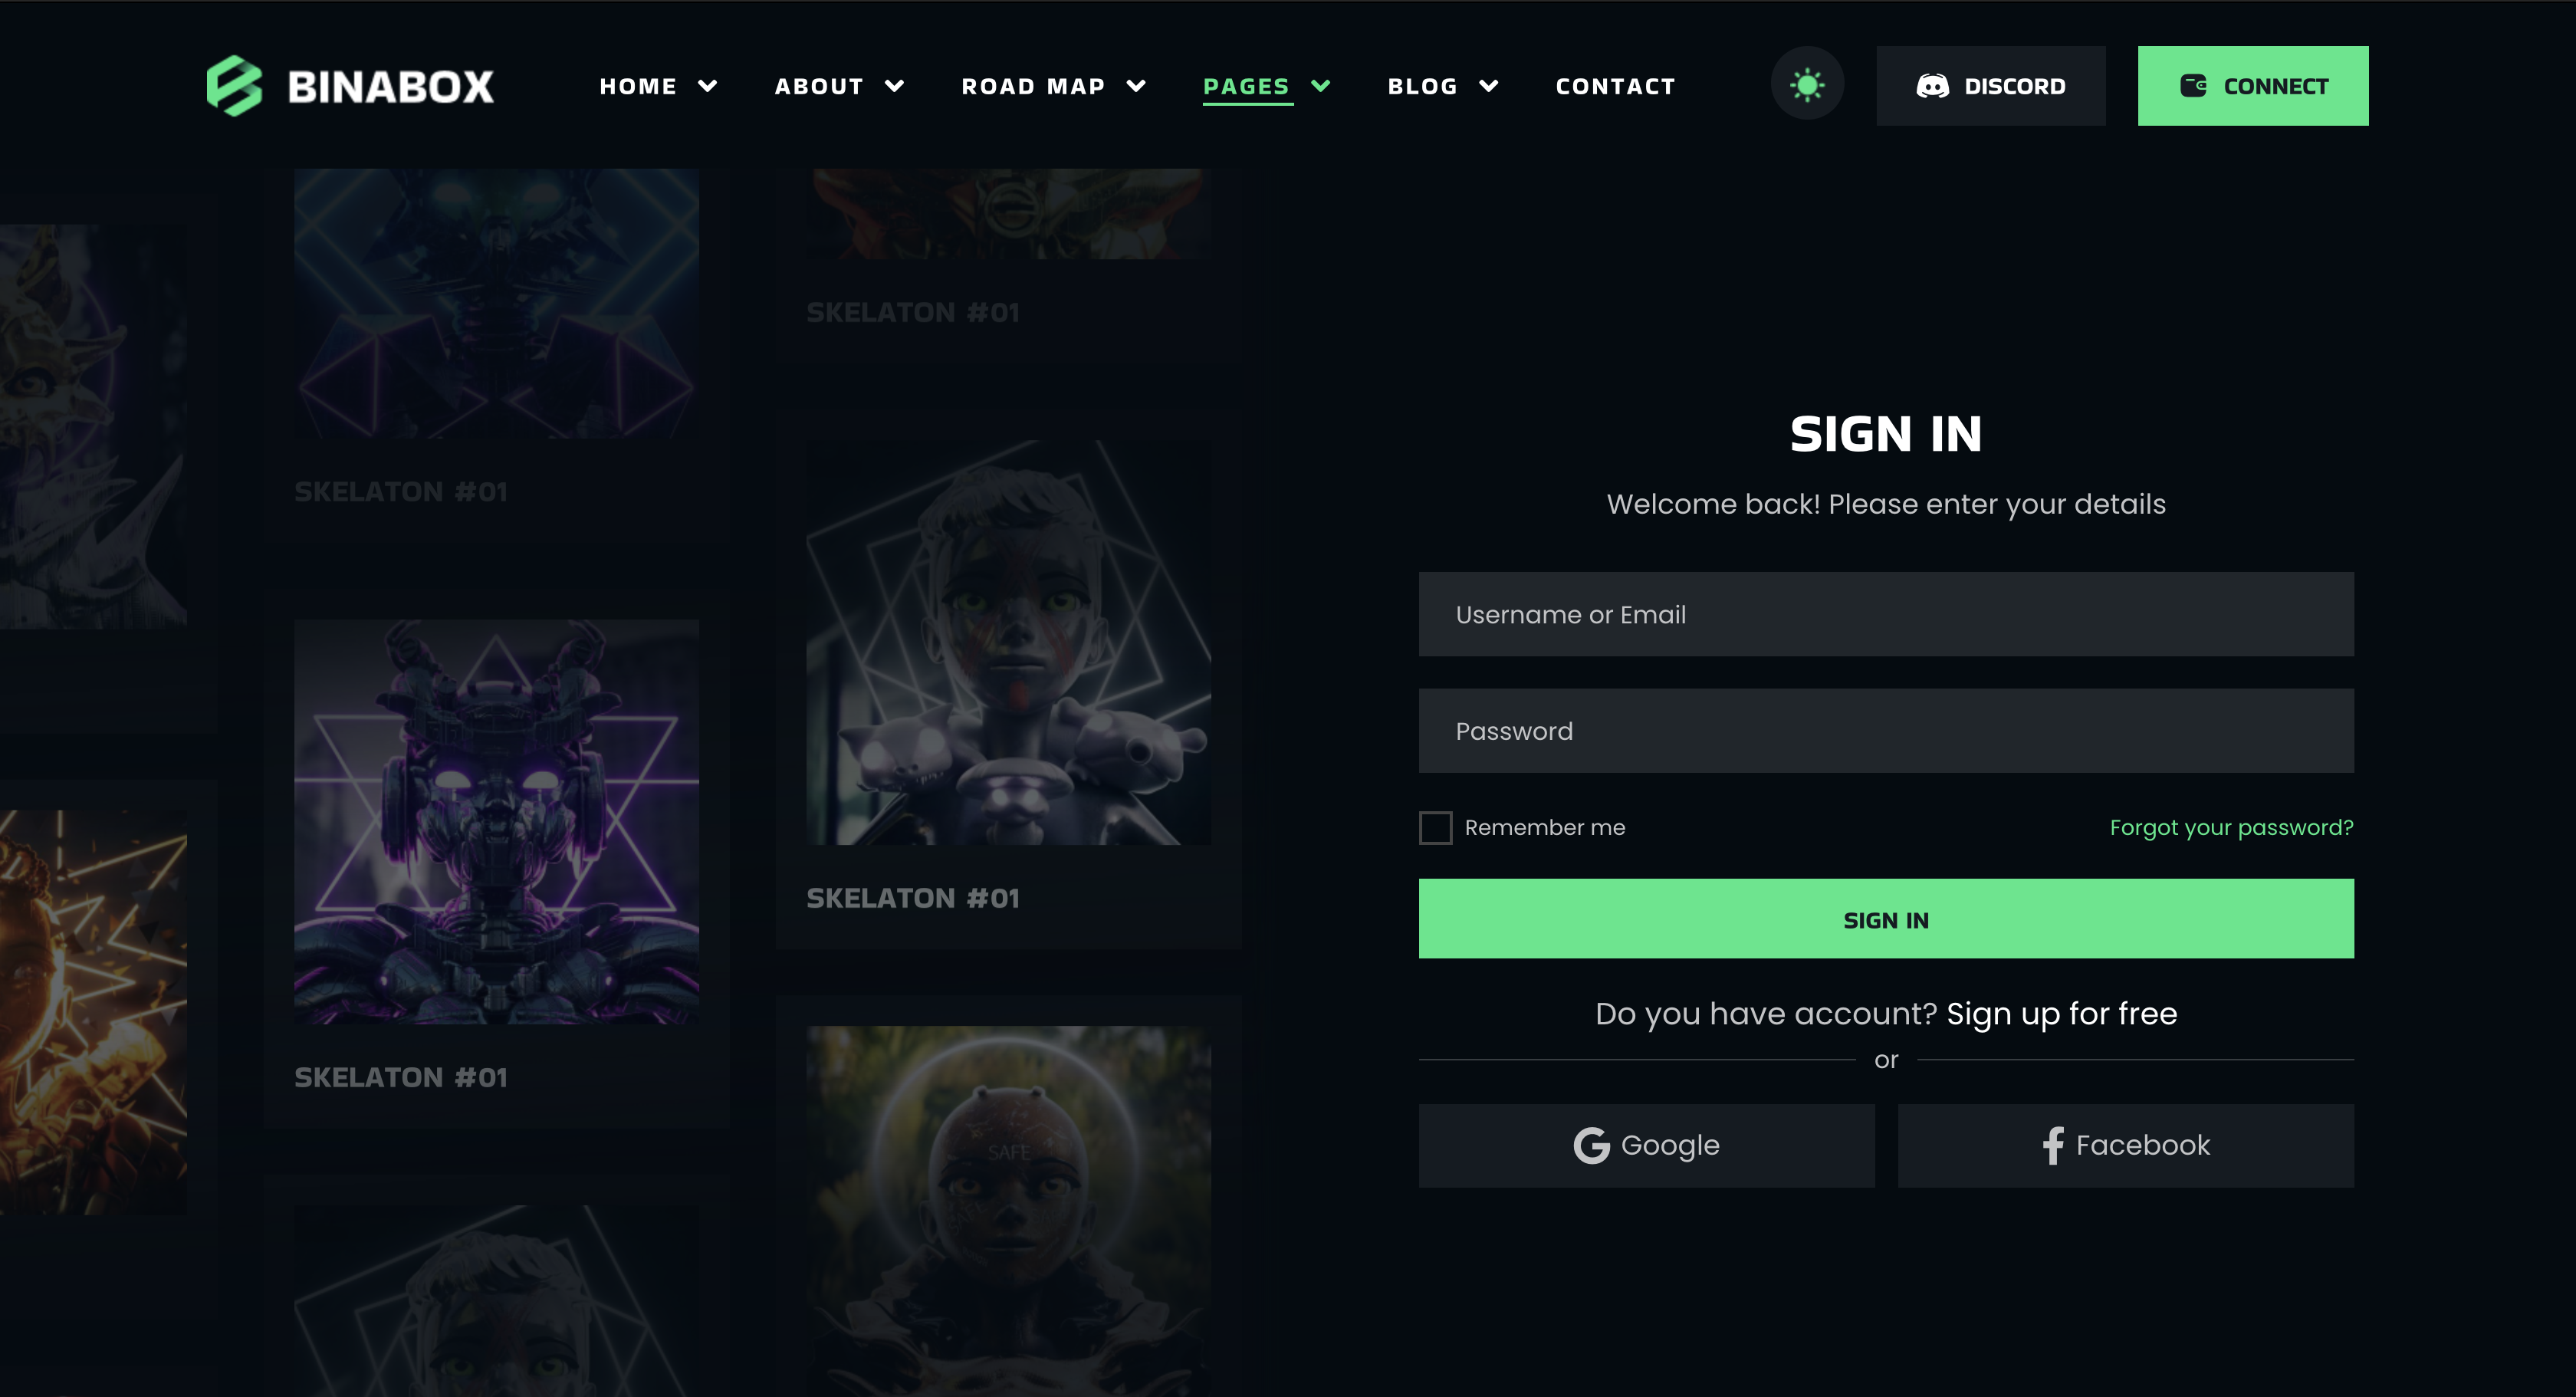 BINABOX
HOME
ABOUT
ROAD MAP
PAGES
BLOG
CONTACT
DISCORD
CONNECT
SKELATON #01
SKELATON #01
SKELATON #01
SKELATON #01
SAFE
SIGN IN
Welcome back! Please enter your details
Username or Email
Password
Remember me
Forgot your password?
SIGN IN
Do you have account? Sign up for free
or
Google
Facebook